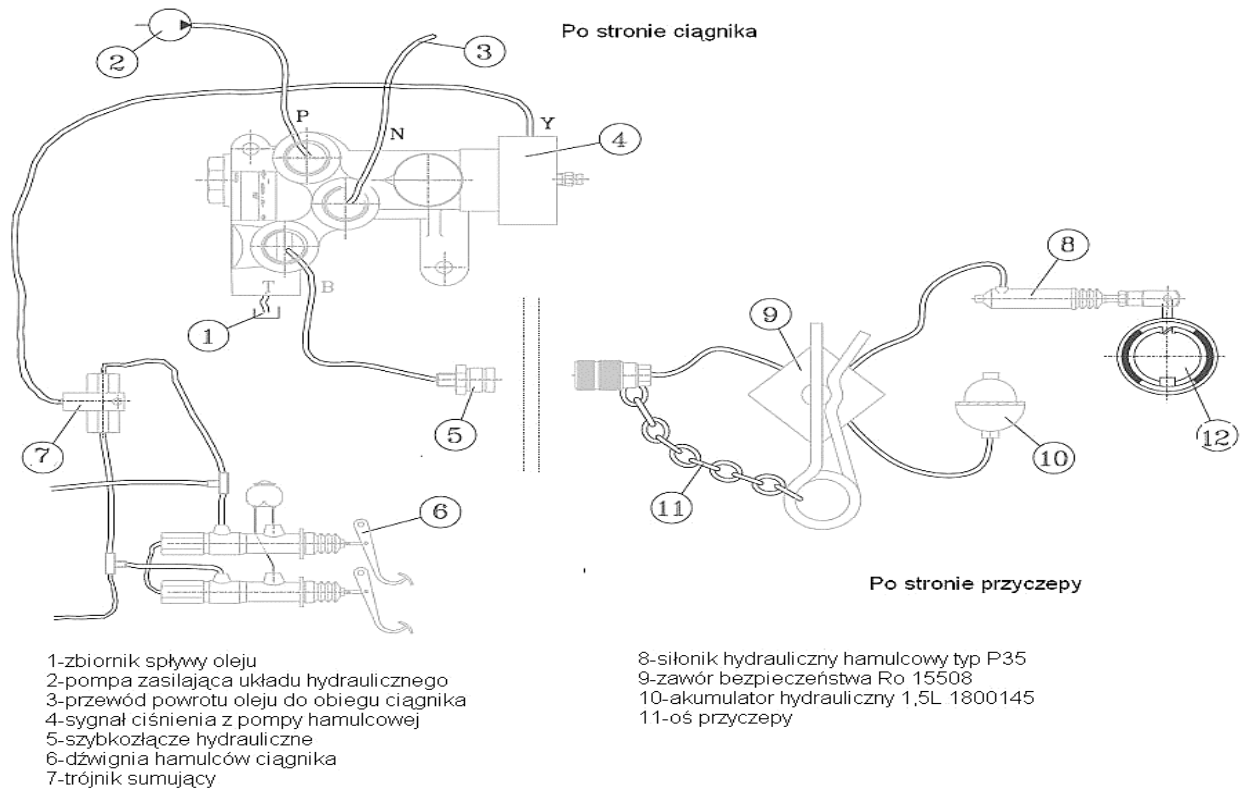 Po stronie ciągnika
2
3
P
N
Y
4
T
B
1
5
7
6
8
9
10
11
12
Po stronie przyczepy
1-zbiornik spływy oleju
2-pompa zasilająca układu hydraulicznego
3-przewód powrotu oleju do obiegu ciągnika
4-sygnał ciśnienia z pompy hamulcowej
5-szybkozłącze hydrauliczne
6-dźwignia hamulców ciągnika
7-trójnik sumujący
8-siłonik hydrauliczny hamulcowy typ P35
9-zawór bezpieczeństwa Ro 15508
10-akumulator hydrauliczny 1,5L 1800145
11-oś przyczepy